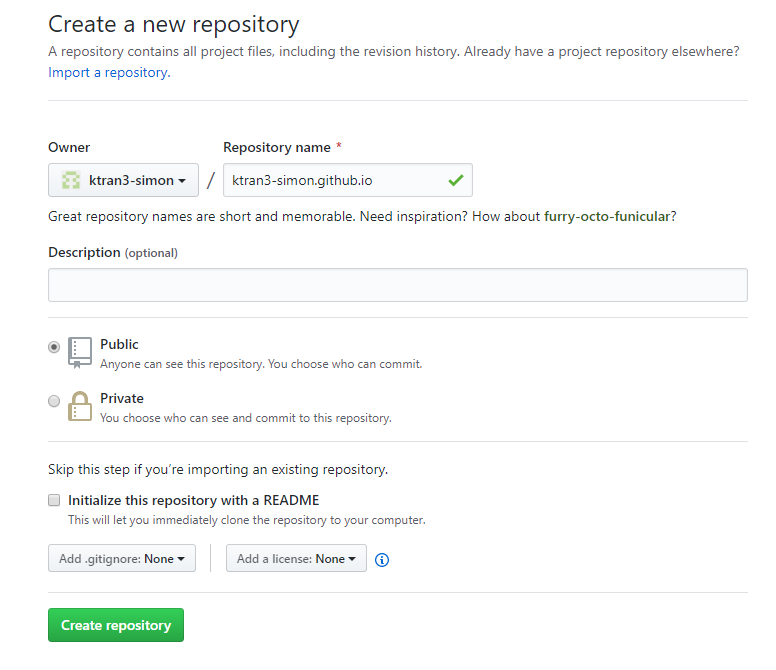 Create a new repository
A repository contains all project files, including the revision history. Already have a project repository elsewhere?
Import a repository.
Owner
Repository name *
ktran3-simon / ktran3-simon.github.io
Great repository names are short and memorable. Need inspiration? How about furry-octo-funicular?
Description (optional)
Public
Anyone can see this repository. You choose who can commit.
Private
You choose who can see and commit to this repository.
Skip this step if you’re importing an existing repository.
Initialize this repository with a README
This will let you immediately clone the repository to your computer.
Add .gitignore: None
Add a license: None
Create repository